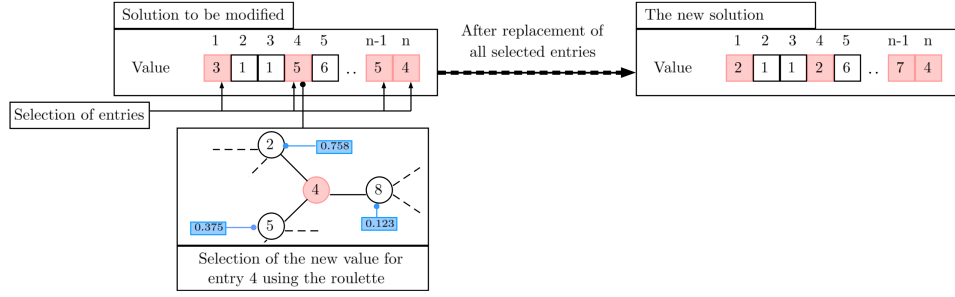 Solution to be modified
1 2 3 4 5 n-1 n
Value 3 1 1 5 6 .. 5 4
After replacement of
all selected entries
The new solution
1 2 3 4 5 n-1 n
Value 2 1 1 2 6 .. 7 4
Selection of entries
2 0.758
4 8
0.375 5 0.123
Selection of the new value for
entry 4 using the roulette